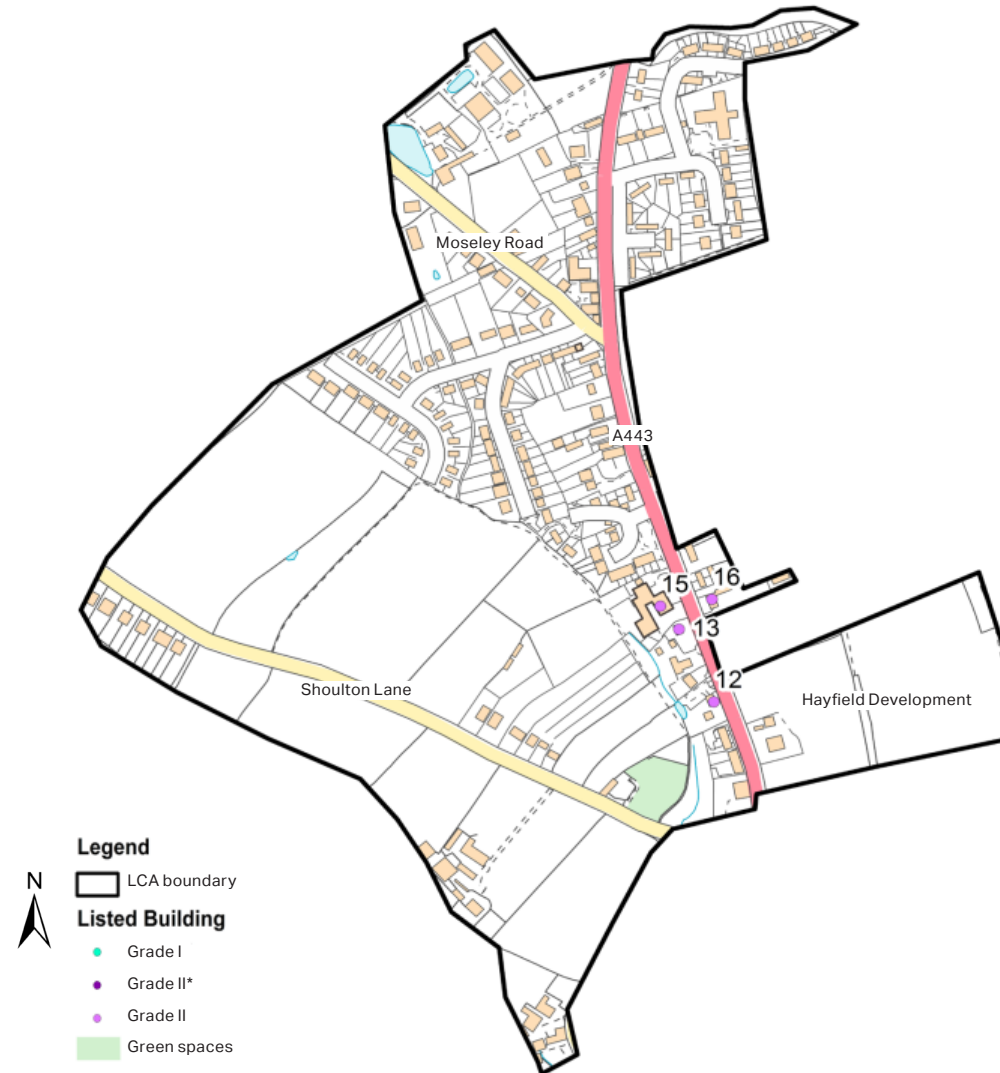 Moseley Road
A443
15
16
13
12
Shoulton Lane
Hayfield Development
Legend
LCA boundary
N
Listed Building
Grade I
Grade II*
Grade II
Green spaces